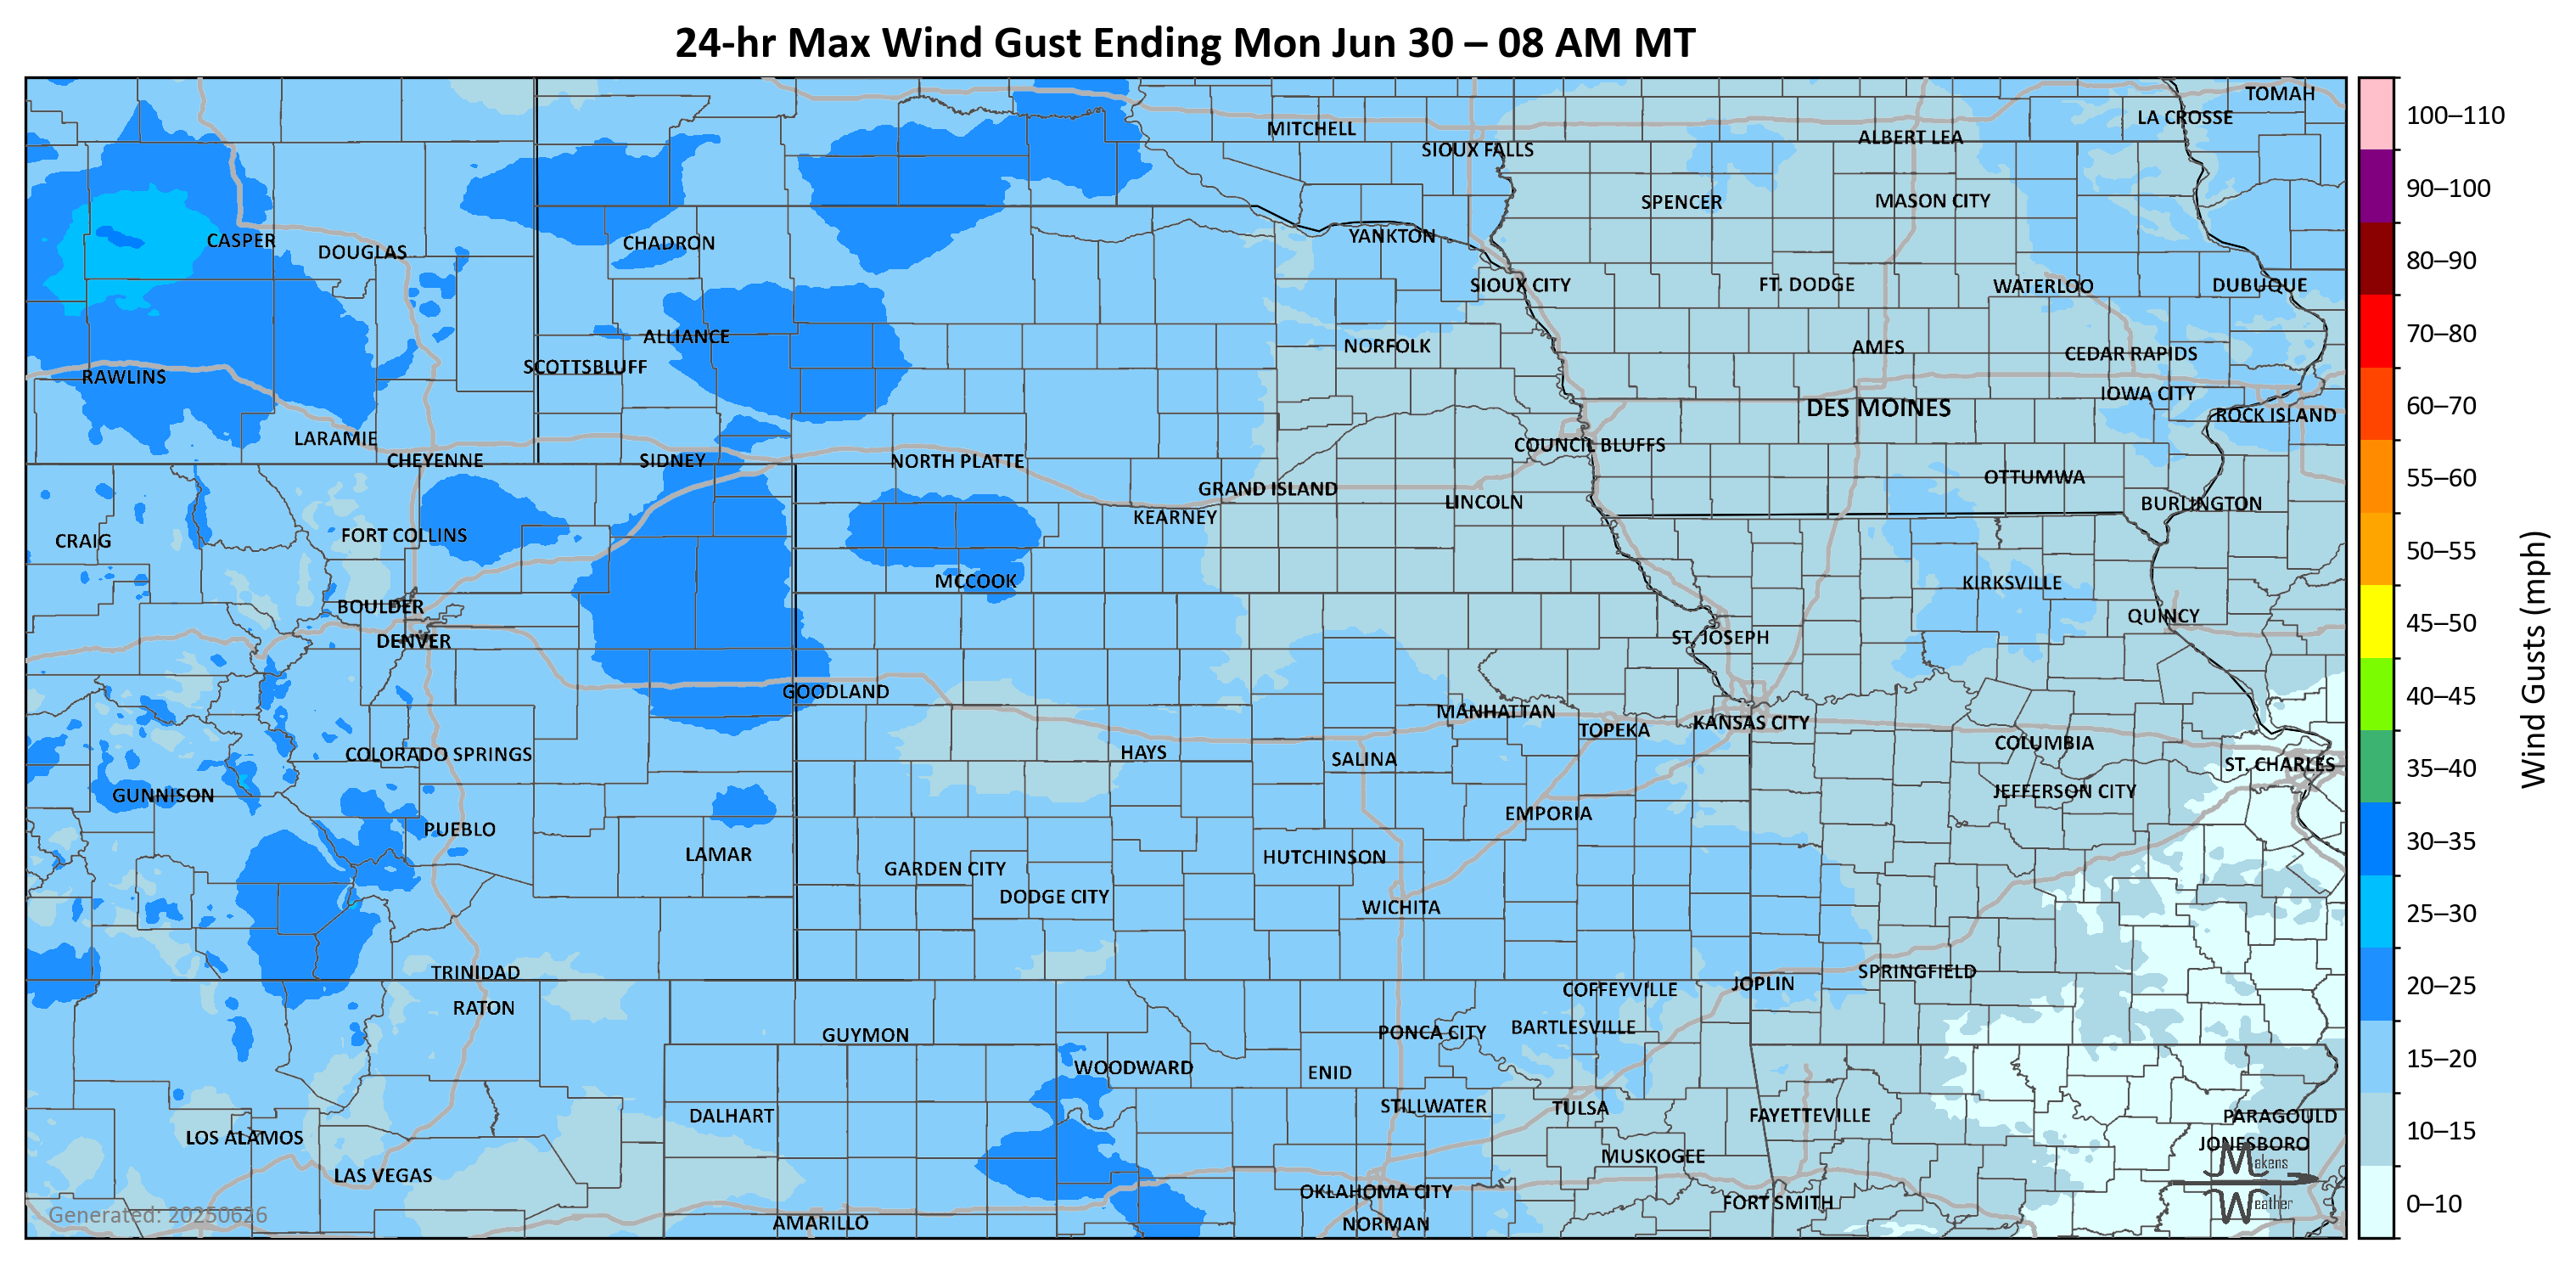 24-hr Max Wind Gust Ending Mon Jun 30 – 08 AM MT
TOMAH
LA CROSSE
MITCHELL
ALBERT LEA
SIOUX FALLS
SPENCER
MASON CITY
CASPER
DOUGLAS
CHADRON
YANKTON
SIOUX CITY
FT. DODGE
WATERLOO
DUBUQUE
ALLIANCE
NORFOLK
AMES
CEDAR RAPIDS
SCOTTSBLUFF
RAWLINS
IOWA CITY
DES MOINES
ROCK ISLAND
LARAMIE
COUNCIL BLUFFS
CHEYENNE
SIDNEY
NORTH PLATTE
OTTUMWA
GRAND ISLAND
LINCOLN
BURLINGTON
KEARNEY
CRAIG
FORT COLLINS
MCCOOK
KIRKSVILLE
BOULDER
QUINCY
DENVER
ST. JOSEPH
GOODLAND
MANHATTAN
TOPEKA
KANSAS CITY
COLUMBIA
COLORADO SPRINGS
HAYS
SALINA
ST. CHARLES
GUNNISON
JEFFERSON CITY
EMPORIA
PUEBLO
LAMAR
HUTCHINSON
GARDEN CITY
DODGE CITY
WICHITA
TRINIDAD
SPRINGFIELD
JOPLIN
COFFEYVILLE
RATON
GUYMON
PONCA CITY
BARTLESVILLE
WOODWARD
ENID
DALHART
STILLWATER
TULSA
FAYETTEVILLE
PARAGOULD
LOS ALAMOS
JONESBORO
MUSKOGEE
LAS VEGAS
OKLAHOMA CITY
FORT SMITH
AMARILLO
NORMAN
Generated: 20250626
Makens
Weather
100–110
90–100
80–90
70–80
60–70
55–60
50–55
45–50
40–45
35–40
30–35
25–30
20–25
15–20
10–15
0–10
Wind Gusts (mph)